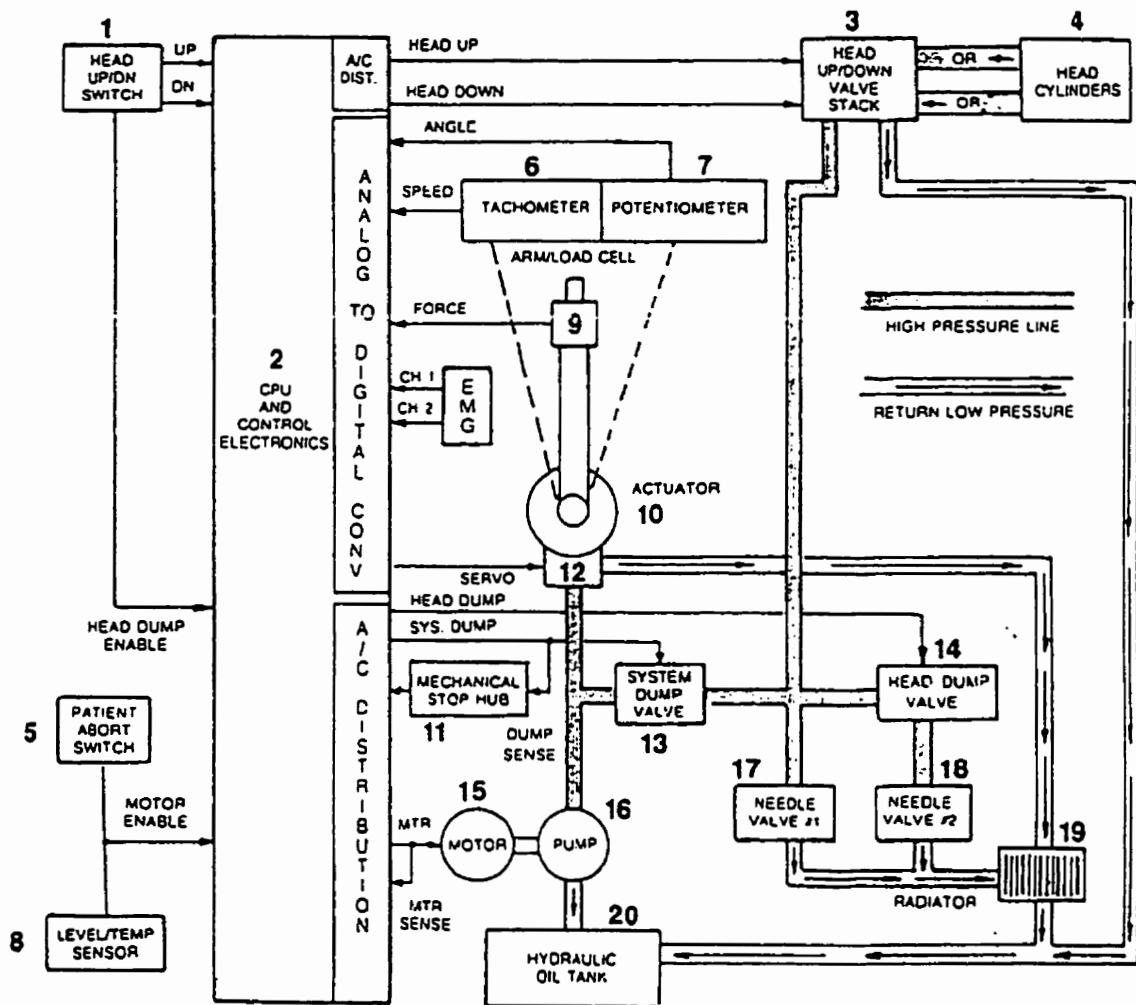 1
HEAD
UP/DN
SWITCH
UP
DN
2
CPU
AND
CONTROL
ELECTRONICS
A/C
DIST.
HEAD UP
HEAD DOWN
3
HEAD
UP/DOWN
VALVE
STACK
OR
OR
4
HEAD
CYLINDERS
ANALOG TO DIGITAL CONV
ANGLE
SPEED
6
TACHOMETER
7
POTENTIOMETER
ARM/LOAD CELL
FORCE
9
CH 1
CH 2
EMG
HIGH PRESSURE LINE
RETURN LOW PRESSURE
ACTUATOR
10
12
SERVO
HEAD DUMP
SYS. DUMP
HEAD DUMP
ENABLE
A/C DISTRIBUTION
MECHANICAL
STOP HUB
11
DUMP
SENSE
SYSTEM
DUMP
VALVE
13
14
HEAD DUMP
VALVE
5
PATIENT
ABORT
SWITCH
MOTOR
ENABLE
8
LEVEL/TEMP
SENSOR
MTR
MTR
SENSE
15
MOTOR
16
PUMP
17
NEEDLE
VALVE #1
18
NEEDLE
VALVE #2
19
RADIATOR
20
HYDRAULIC
OIL TANK